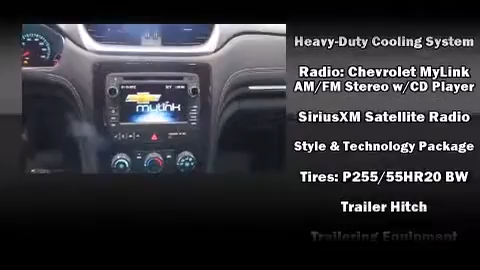 Heavy-Duty Cooling System
Radio: Chevrolet MyLink
AM/FM Stereo w/CD Player
SiriusXM Satellite Radio
Style & Technology Package
Tires: P255/55HR20 BW
Trailer Hitch
Trailering Equipment
mylink